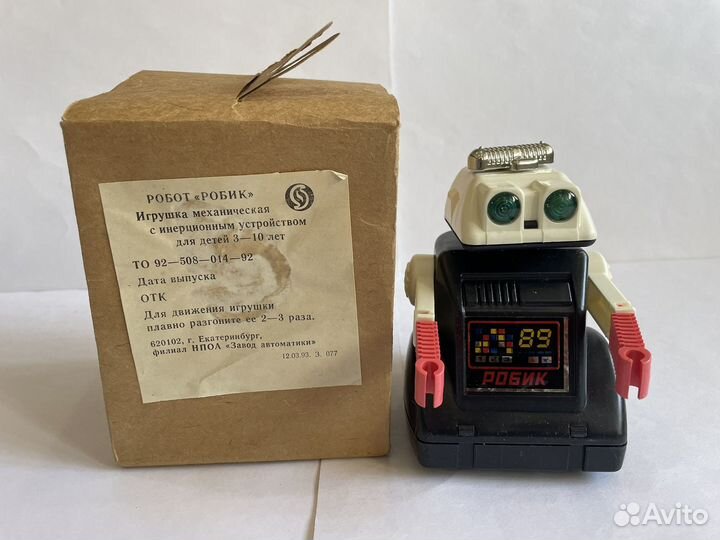 РОБОТ «РОБИК»
Игрушка механическая
с инерционным устройством
для детей 3—10 лет
ТО 92—508—014—92
Дата выпуска
ОТК
Для движения игрушки
плавно разгоните ее 2—3 раза.
620102, г. Екатеринбург,
филиал НПОА «Завод автоматики»
12.03.93. З. 077
89
РОБИК
Avito